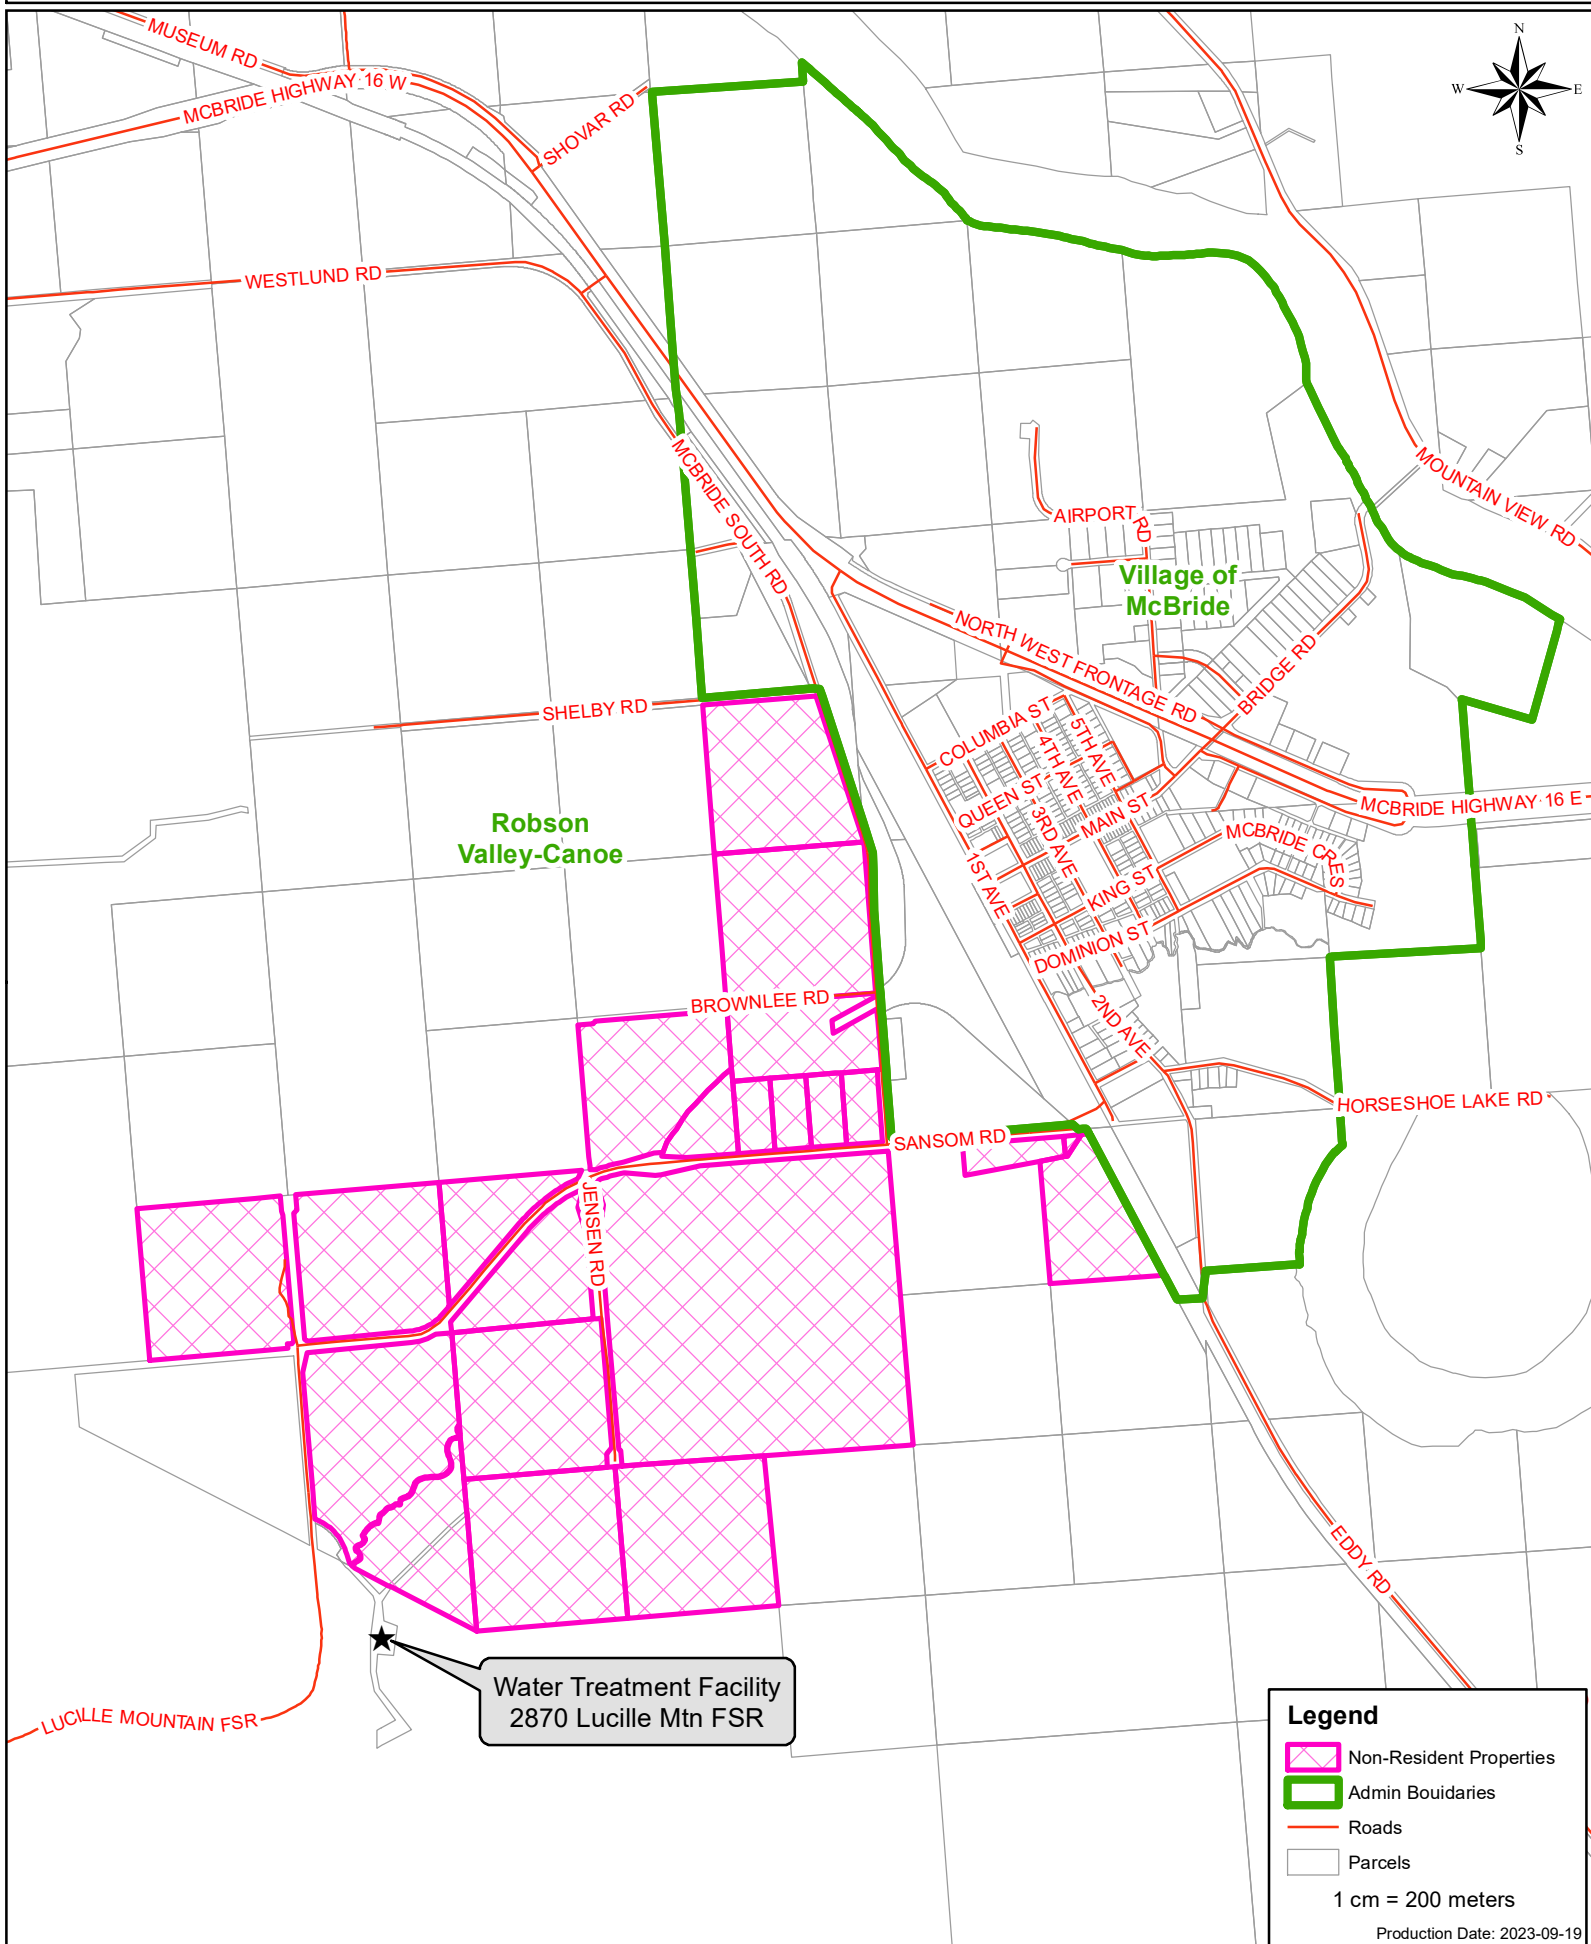 N
W
E
S
MUSEUM RD
MCBRIDE HIGHWAY 16 W
SHOVAR RD
WESTLUND RD
MCBRIDE SOUTH RD
MOUNTAIN VIEW RD
AIRPORT RD
Village of
McBride
NORTH WEST FRONTAGE RD
BRIDGE RD
SHELBY RD
COLUMBIA ST
5TH AVE
4TH AVE
QUEEN ST
3RD AVE
MAIN ST
MCBRIDE HIGHWAY 16 E
MCBRIDE CRES
Robson
Valley-Canoe
1ST AVE
KING ST
DOMINION ST
BROWNLEE RD
2ND AVE
HORSESHOE LAKE RD
SANSOM RD
JENSEN RD
EDDY RD
Water Treatment Facility
2870 Lucille Mtn FSR
LUCILLE MOUNTAIN FSR
Legend
Non-Resident Properties
Admin Bouidaries
Roads
Parcels
1 cm = 200 meters
Production Date: 2023-09-19